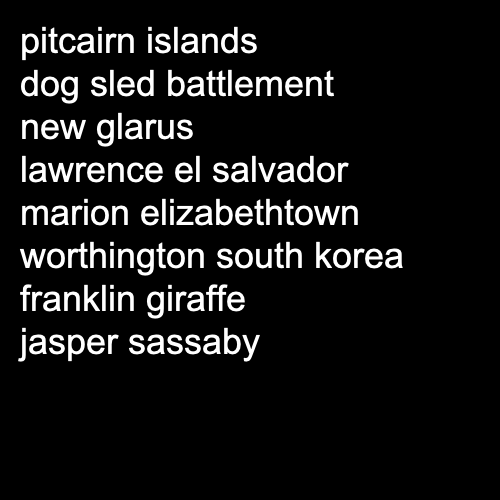 pitcairn islands
dog sled battlement
new glarus
lawrence el salvador
marion elizabethtown
worthington south korea
franklin giraffe
jasper sassaby